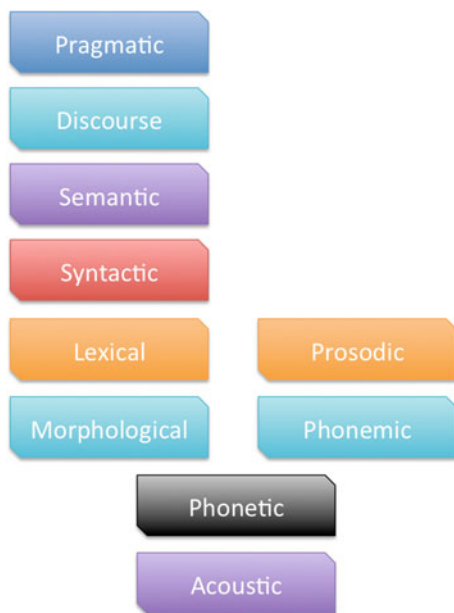 Pragmatic
Discourse
Semantic
Syntactic
Lexical
Prosodic
Morphological
Phonemic
Phonetic
Acoustic